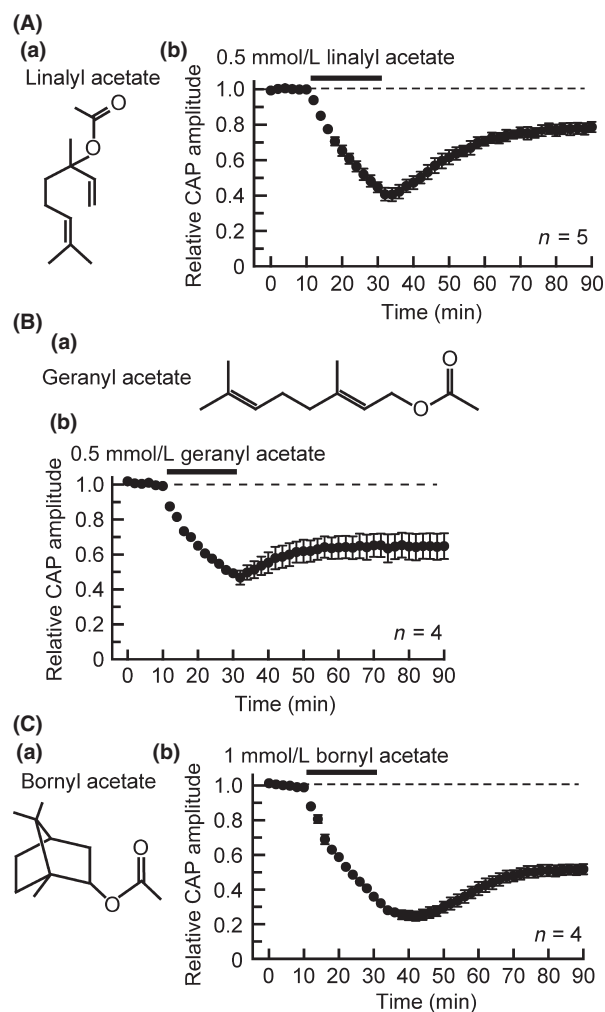 (A)
(a)
Linalyl acetate
O
O
(b)
0.5 mmol/L linalyl acetate
Relative CAP amplitude
1.0
0.8
0.6
0.4
0.2
0
n = 5
0 10 20 30 40 50 60 70 80 90
Time (min)
(B)
(a)
Geranyl acetate
O
O
(b)
0.5 mmol/L geranyl acetate
Relative CAP amplitude
1.0
0.8
0.6
0.4
0.2
0
n = 4
0 10 20 30 40 50 60 70 80 90
Time (min)
(C)
(a)
Bornyl acetate
O
O
(b)
1 mmol/L bornyl acetate
Relative CAP amplitude
1.0
0.8
0.6
0.4
0.2
0
n = 4
0 10 20 30 40 50 60 70 80 90
Time (min)